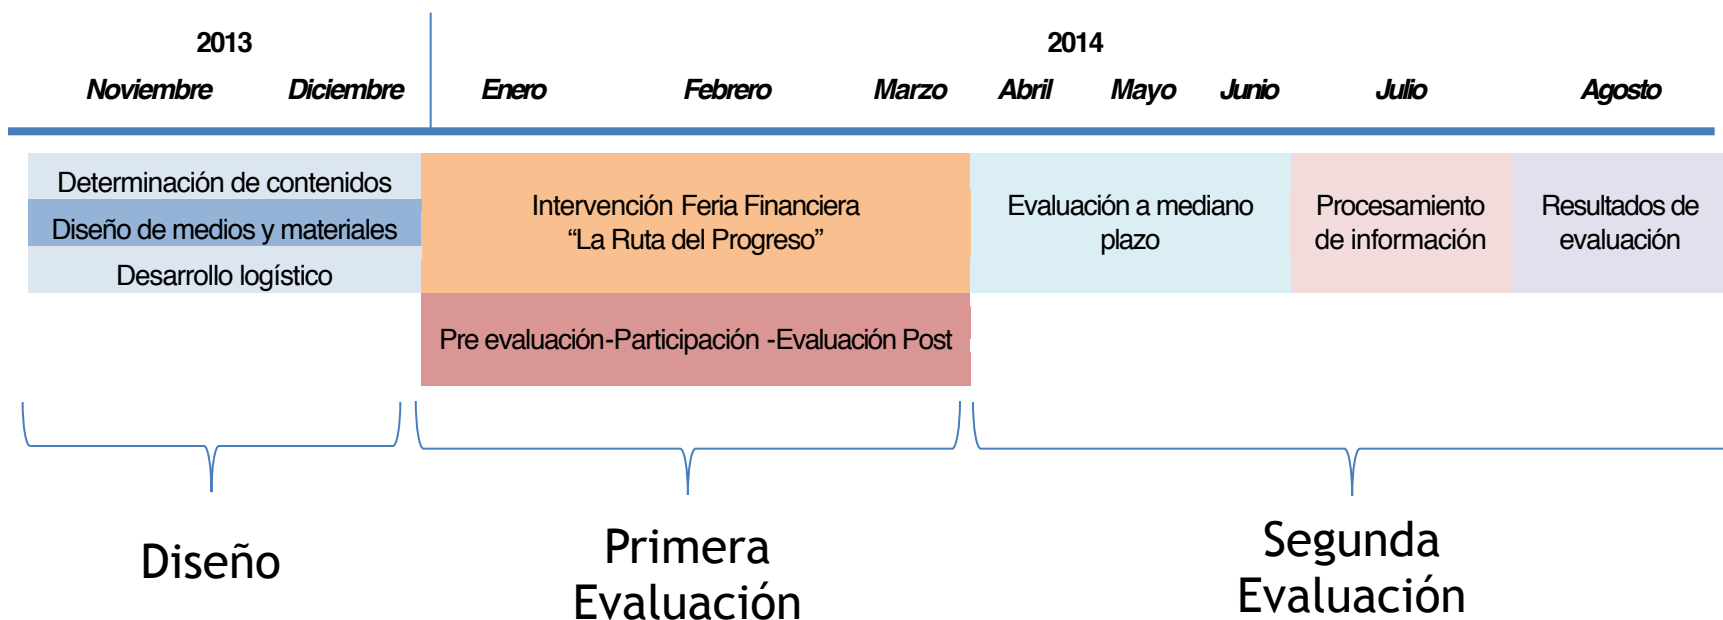 2013
2014
Noviembre Diciembre Enero Febrero Marzo Abril Mayo Junio Julio Agosto
Determinación de contenidos
Diseño de medios y materiales
Desarrollo logístico
Intervención Feria Financiera
“La Ruta del Progreso”
Evaluación a mediano
plazo
Procesamiento
de información
Resultados de
evaluación
Pre evaluación-Participación -Evaluación Post
Diseño
Primera
Evaluación
Segunda
Evaluación